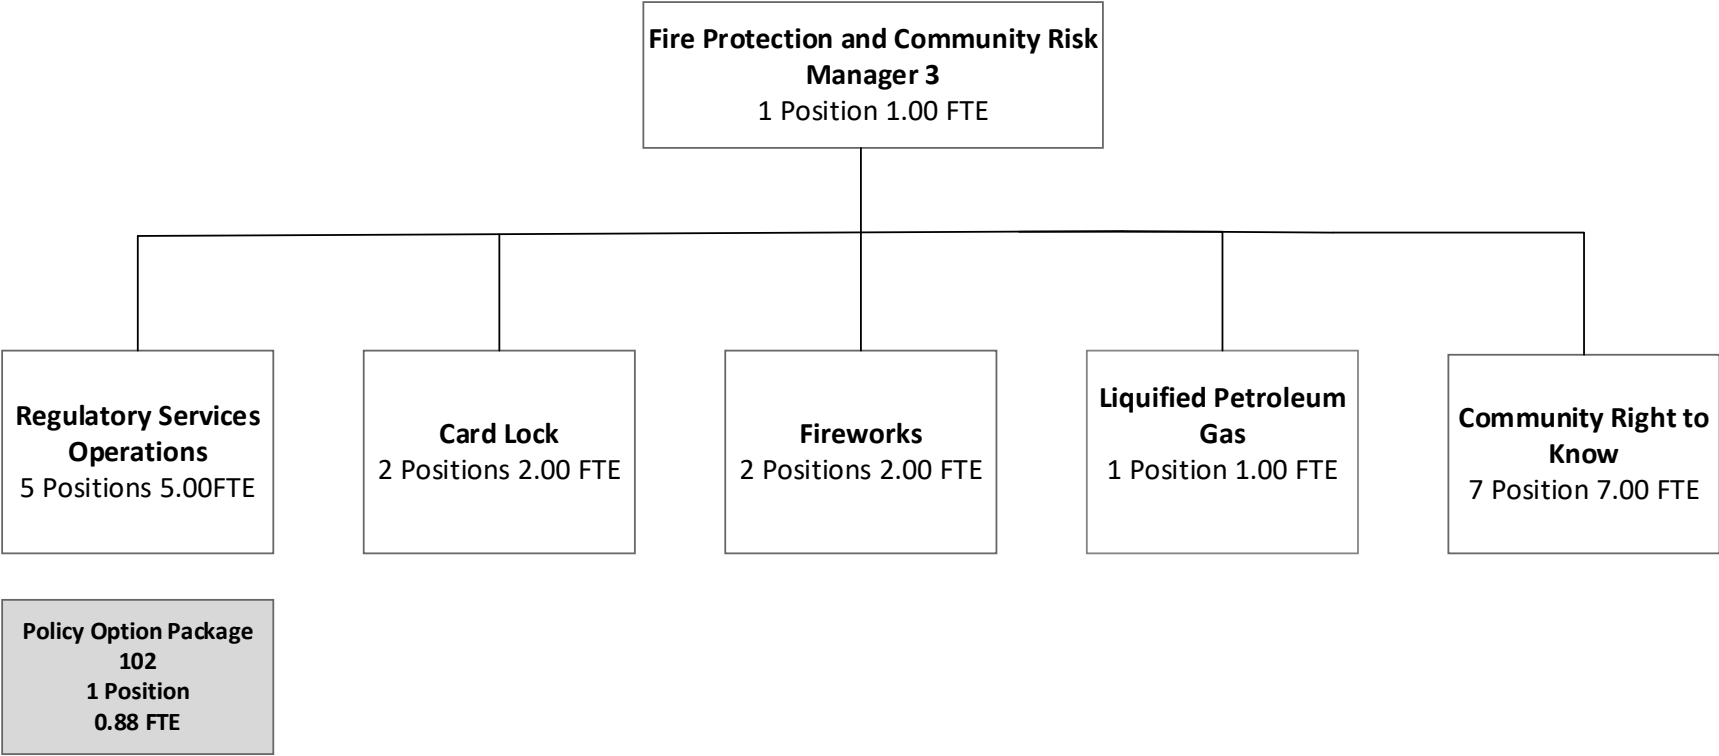 Fire Protection and Community Risk
Manager 3
1 Position 1.00 FTE
Regulatory Services
Operations
5 Positions 5.00FTE
Card Lock
2 Positions 2.00 FTE
Fireworks
2 Positions 2.00 FTE
Liquified Petroleum
Gas
1 Position 1.00 FTE
Community Right to
Know
7 Position 7.00 FTE
Policy Option Package
102
1 Position
0.88 FTE